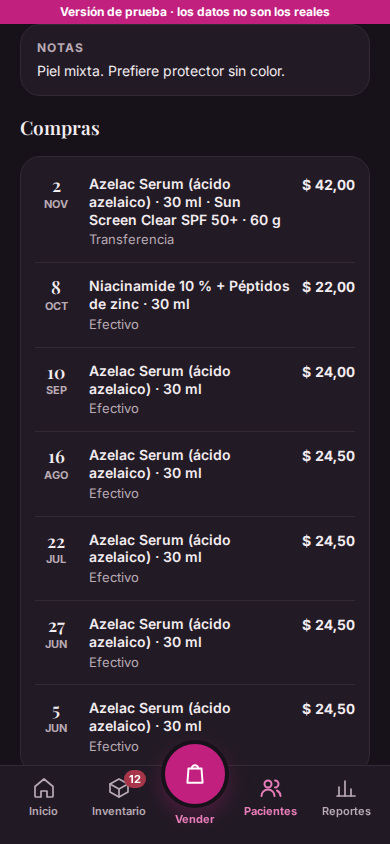 Versión de prueba · los datos no son los reales
NOTAS
Piel mixta. Prefiere protector sin color.
Compras
2 NOV
Azelac Serum (ácido
azelaico) · 30 ml · Sun
Screen Clear SPF 50+ · 60 g
Transferencia
$ 42,00
8 OCT
Niacinamide 10 % + Péptidos
de zinc · 30 ml
Efectivo
$ 22,00
10 SEP
Azelac Serum (ácido
azelaico) · 30 ml
Efectivo
$ 24,00
16 AGO
Azelac Serum (ácido
azelaico) · 30 ml
Efectivo
$ 24,50
22 JUL
Azelac Serum (ácido
azelaico) · 30 ml
Efectivo
$ 24,50
27 JUN
Azelac Serum (ácido
azelaico) · 30 ml
Efectivo
$ 24,50
5 JUN
Azelac Serum (ácido
azelaico) · 30 ml
Efectivo
$ 24,50
Inicio
12
Inventario
Vender
Pacientes
Reportes